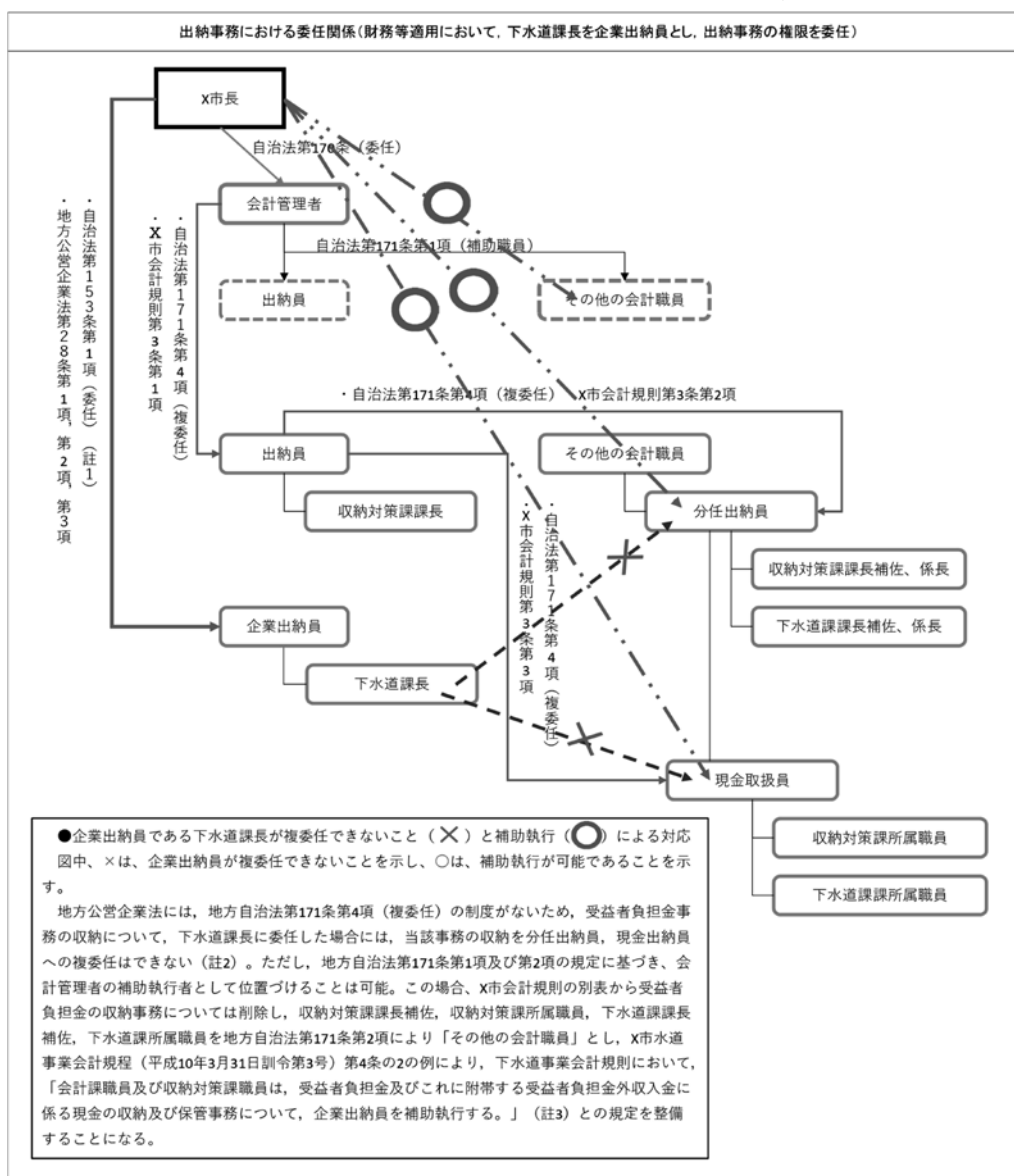 出納事務における委任関係（財務等適用において，下水道課長を企業出納員とし，出納事務の権限を委任）
X市長
自治法第170条（委任）
会計管理者
自治法第171条第1項（補助職員）
出納員
その他の会計職員
・自治法第153条第1項（委任）（註1）
・地方公営企業法第28条第1項，第2項，第3項
・自治法第171条第4項（複委任）
・X市会計規則第3条第1項
・自治法第171条第4項（複委任）　X市会計規則第3条第2項
出納員
その他の会計職員
収納対策課課長
分任出納員
収納対策課課長補佐、係長
下水道課課長補佐、係長
・自治法第171条第4項（複委任）
・X市会計規則第3条第3項
企業出納員
下水道課長
現金取扱員
収納対策課所属職員
下水道課課所属職員
●企業出納員である下水道課長が複委任できないこと（×）と補助執行（○）による対応
図中、×は、企業出納員が複委任できないことを示し、○は、補助執行が可能であることを示
す。
地方公営企業法には，地方自治法第171条第4項（複委任）の制度がないため，受益者負担金事
務の収納について，下水道課長に委任した場合には，当該事務の収納を分任出納員，現金出納員
への複委任はできない（註2）。ただし，地方自治法第171条第1項及び第2項の規定に基づき、会
計管理者の補助執行者として位置づけることは可能。この場合、X市会計規則の別表から受益者
負担金の収納事務については削除し，収納対策課課長補佐，収納対策課所属職員，下水道課課長
補佐，下水道課所属職員を地方自治法第171条第2項により「その他の会計職員」とし，X市水道
事業会計規程（平成10年3月31日訓令第3号）第4条の2の例により，下水道事業会計規則において，
「会計課職員及び収納対策課職員は，受益者負担金及びこれに附帯する受益者負担金外収入金に
係る現金の収納及び保管事務について，企業出納員を補助執行する。」（註3）との規定を整備
することになる。